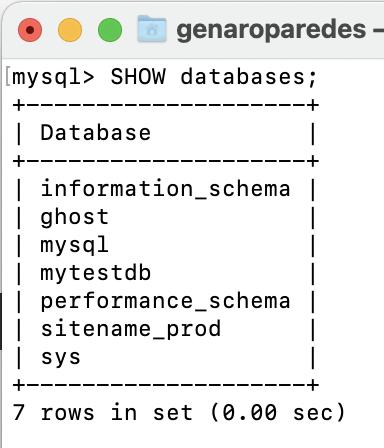 genaroparedes —
mysql> SHOW databases;
+--------------------+
| Database           |
+--------------------+
| information_schema |
| ghost              |
| mysql              |
| mytestdb           |
| performance_schema |
| sitename_prod      |
| sys                |
+--------------------+
7 rows in set (0.00 sec)